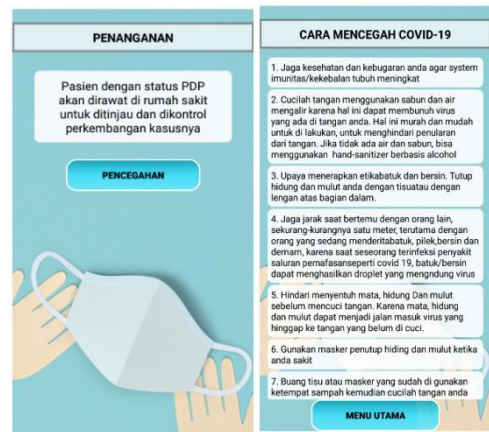 PENANGANAN
Pasien dengan status PDP
akan dirawat di rumah sakit
untuk ditinjau dan dikontrol
perkembangan kasusnya
PENCEGAHAN
CARA MENCEGAH COVID-19
1. Jaga kesehatan dan kebugaran anda agar system
imunitas/kekebalan tubuh meningkat
2. Cucilah tangan menggunakan sabun dan air
mengalir karena hal ini dapat membunuh virus
yang ada di tangan anda. Hal ini murah dan mudah
untuk di lakukan, untuk menghindari penularan
dari tangan. Jika tidak ada air dan sabun, bisa
menggunakan hand-sanitizer berbasis alcohol
3. Upaya menerapkan etikabatuk dan bersin. Tutup
hidung dan mulut anda dengan tisuatau dengan
lengan atas bagian dalam.
4. Jaga jarak saat bertemu dengan orang lain,
sekurang-kurangnya satu meter, terutama dengan
orang yang sedang menderitabatuk, pilek,bersin dan
demam, karena saat seseorang terinfeksi penyakit
saluran pernafasanseperti covid 19, batuk/bersin
dapat menghasilkan droplet yang mengndung virus
5. Hindari menyentuh mata, hidung Dan mulut
sebelum mencuci tangan. Karena mata, hidung
dan mulut dapat menjadi jalan masuk virus yang
hinggap ke tangan yang belum di cuci.
6. Gunakan masker penutup hiding dan mulut ketika
anda sakit
7. Buang tisu atau masker yang sudah di gunakan
ketempat sampah kemudian cucilah tangan anda
MENU UTAMA